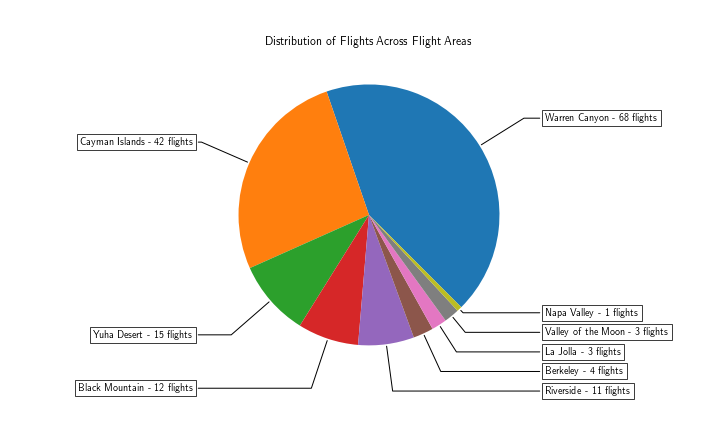 Distribution of Flights Across Flight Areas
Warren Canyon - 68 flights
Cayman Islands - 42 flights
Yuha Desert - 15 flights
Black Mountain - 12 flights
Napa Valley - 1 flights
Valley of the Moon - 3 flights
La Jolla - 3 flights
Berkeley - 4 flights
Riverside - 11 flights